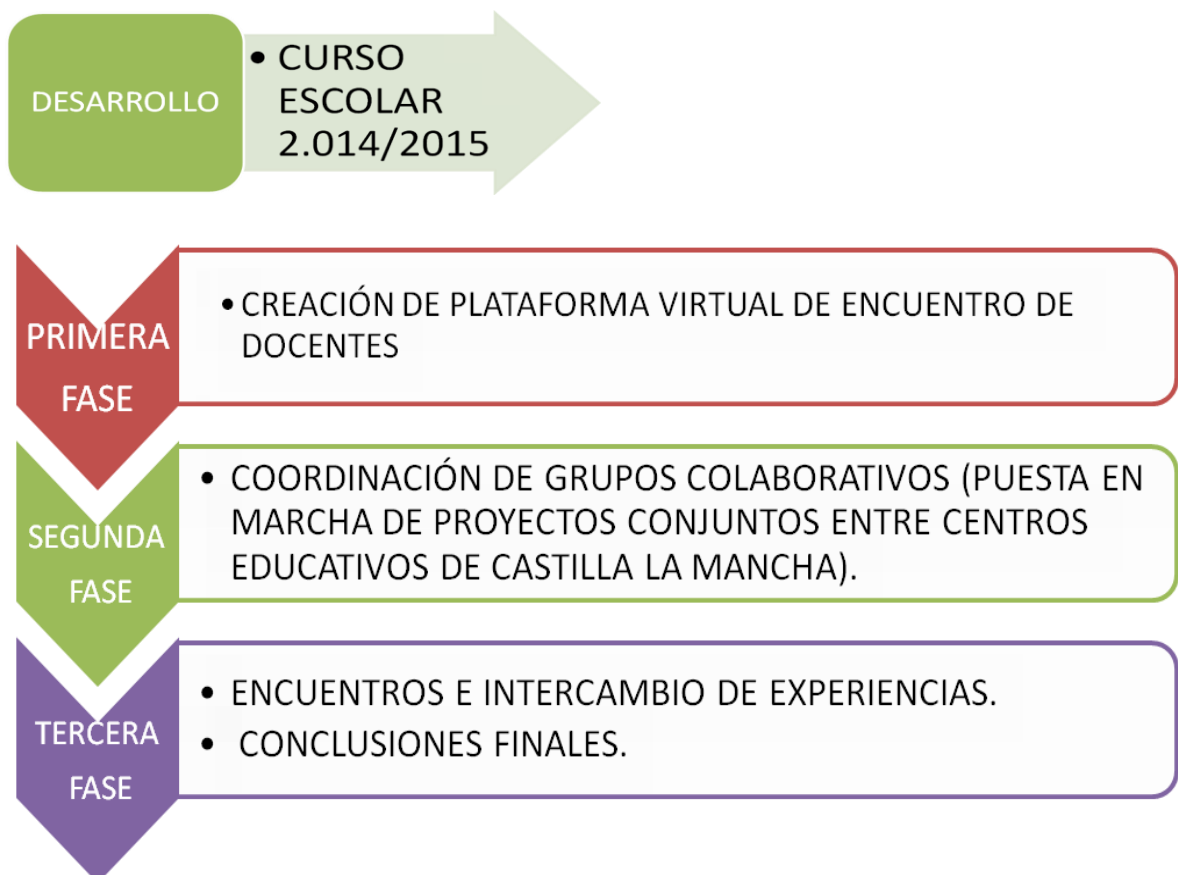 DESARROLLO
• CURSO
ESCOLAR
2.014/2015
PRIMERA
FASE
• CREACIÓN DE PLATAFORMA VIRTUAL DE ENCUENTRO DE
DOCENTES
SEGUNDA
FASE
• COORDINACIÓN DE GRUPOS COLABORATIVOS (PUESTA EN
MARCHA DE PROYECTOS CONJUNTOS ENTRE CENTROS
EDUCATIVOS DE CASTILLA LA MANCHA).
TERCERA
FASE
• ENCUENTROS E INTERCAMBIO DE EXPERIENCIAS.
• CONCLUSIONES FINALES.